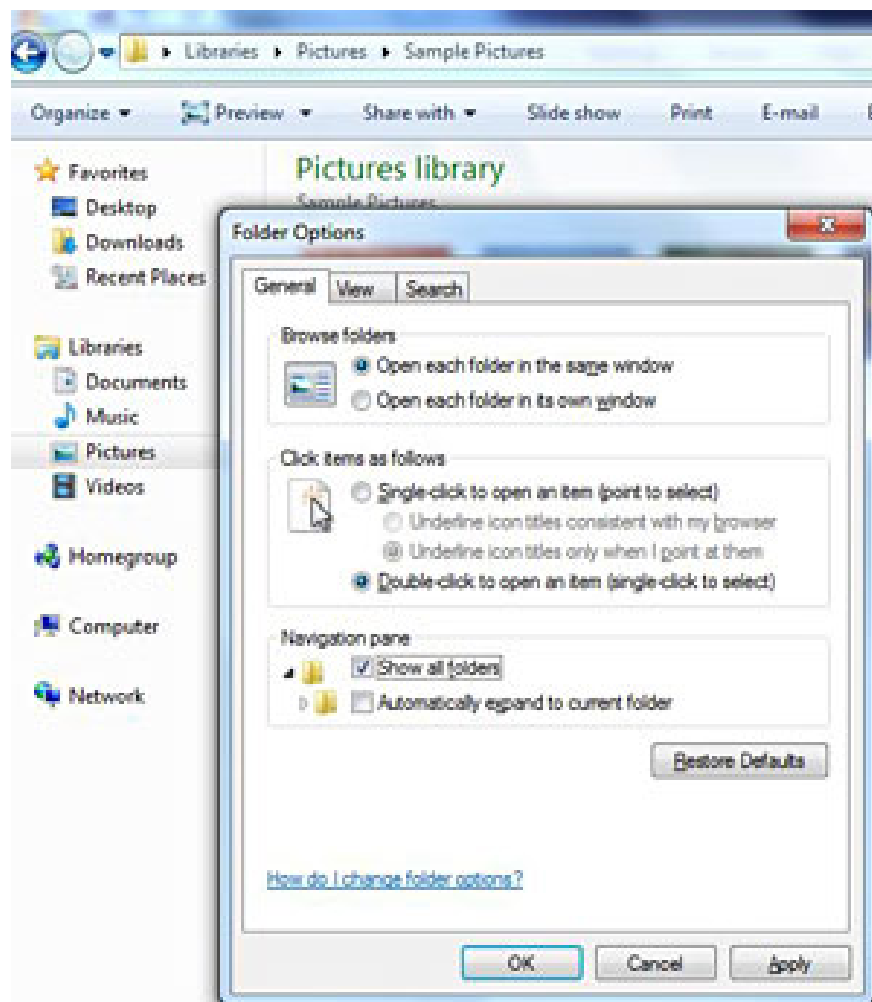 Libraries ▸ Pictures ▸ Sample Pictures
Organize Preview Share with Slide show Print E-mail
Favorites
Desktop
Downloads
Recent Places
Libraries
Documents
Music
Pictures
Videos
Homegroup
Computer
Network
Pictures library
Sample Pictures
Folder Options
General View Search
Browse folders
Open each folder in the same window
Open each folder in its own window
Click items as follows
Single-click to open an item (point to select)
Underline icon titles consistent with my browser
Underline icon titles only when I point at them
Double-click to open an item (single-click to select)
Navigation pane
Show all folders
Automatically expand to current folder
Restore Defaults
How do I change folder options?
OK Cancel Apply